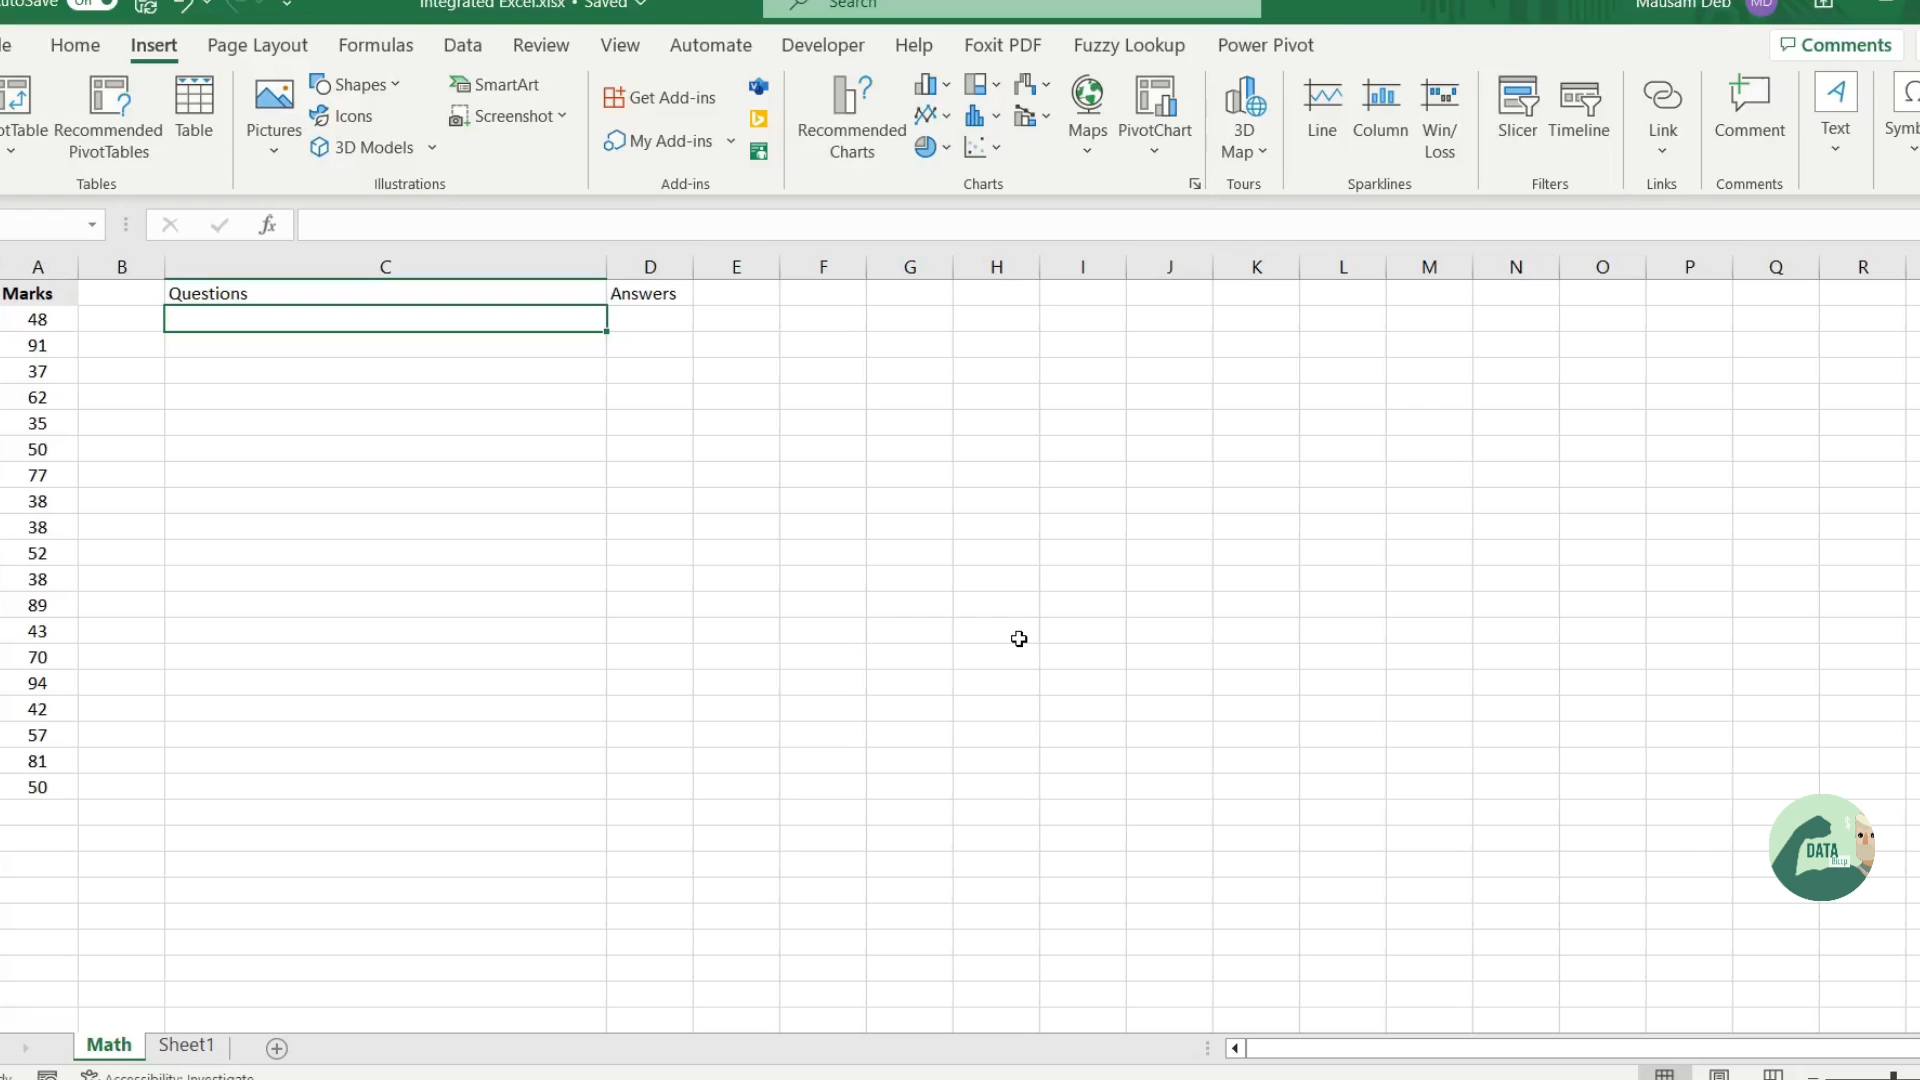 AutoSave On Integrated Excel.xlsx • Saved Search Mausam Deb MD
Home Insert Page Layout Formulas Data Review View Automate Developer Help Foxit PDF Fuzzy Lookup Power Pivot Comments
PivotTable
Recommended PivotTables
Table
Tables
Pictures
Shapes
Icons
3D Models
SmartArt
Screenshot
Illustrations
Get Add-ins
My Add-ins
Add-ins
Recommended Charts
Maps
PivotChart
Charts
3D Map
Tours
Line
Column
Win/Loss
Sparklines
Slicer
Timeline
Filters
Link
Links
Comment
Comments
Text
fx
A B C D E F G H I J K L M N O P Q R
Marks Questions Answers
48
91
37
62
35
50
77
38
38
52
38
89
43
70
94
42
57
81
50
DATA
Math Sheet1
Accessibility: Investigate